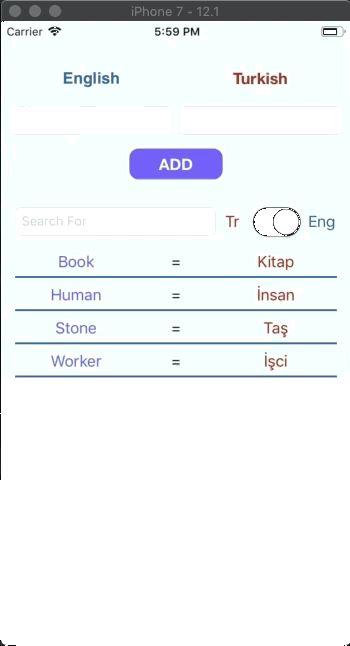 iPhone 7 - 12.1
Carrier 5:59 PM
English Turkish
ADD
Search For Tr Eng
Book = Kitap
Human = İnsan
Stone = Taş
Worker = İşci